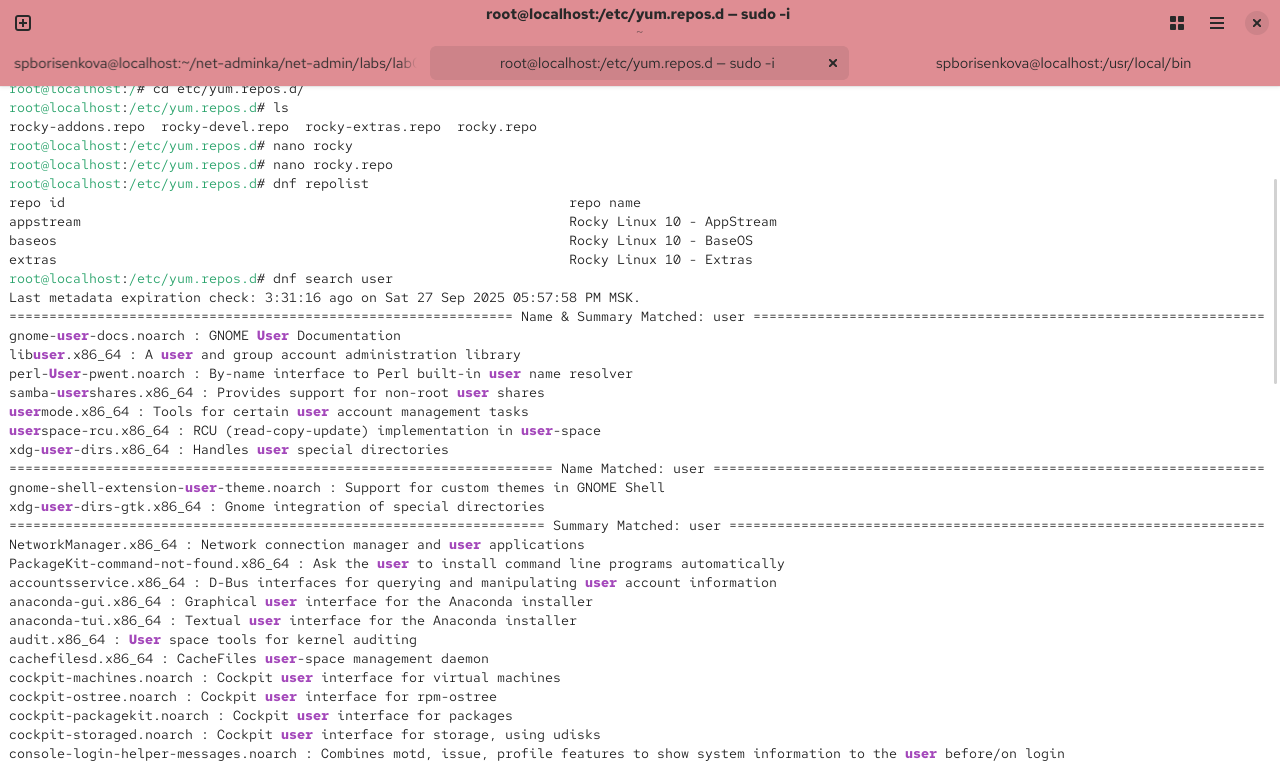 root@localhost:/etc/yum.repos.d — sudo -i
~
spborisenkova@localhost:~/net-adminka/net-admin/labs/lab0
root@localhost:/etc/yum.repos.d — sudo -i
spborisenkova@localhost:/usr/local/bin
root@localhost:/# cd etc/yum.repos.d/
root@localhost:/etc/yum.repos.d# ls
rocky-addons.repo  rocky-devel.repo  rocky-extras.repo  rocky.repo
root@localhost:/etc/yum.repos.d# nano rocky
root@localhost:/etc/yum.repos.d# nano rocky.repo
root@localhost:/etc/yum.repos.d# dnf repolist
repo id                                                               repo name
appstream                                                             Rocky Linux 10 - AppStream
baseos                                                                Rocky Linux 10 - BaseOS
extras                                                                Rocky Linux 10 - Extras
root@localhost:/etc/yum.repos.d# dnf search user
Last metadata expiration check: 3:31:16 ago on Sat 27 Sep 2025 05:57:58 PM MSK.
=============================================================== Name & Summary Matched: user ================================================================
gnome-user-docs.noarch : GNOME User Documentation
libuser.x86_64 : A user and group account administration library
perl-User-pwent.noarch : By-name interface to Perl built-in user name resolver
samba-usershares.x86_64 : Provides support for non-root user shares
usermode.x86_64 : Tools for certain user account management tasks
userspace-rcu.x86_64 : RCU (read-copy-update) implementation in user-space
xdg-user-dirs.x86_64 : Handles user special directories
==================================================================== Name Matched: user =====================================================================
gnome-shell-extension-user-theme.noarch : Support for custom themes in GNOME Shell
xdg-user-dirs-gtk.x86_64 : Gnome integration of special directories
=================================================================== Summary Matched: user ===================================================================
NetworkManager.x86_64 : Network connection manager and user applications
PackageKit-command-not-found.x86_64 : Ask the user to install command line programs automatically
accountsservice.x86_64 : D-Bus interfaces for querying and manipulating user account information
anaconda-gui.x86_64 : Graphical user interface for the Anaconda installer
anaconda-tui.x86_64 : Textual user interface for the Anaconda installer
audit.x86_64 : User space tools for kernel auditing
cachefilesd.x86_64 : CacheFiles user-space management daemon
cockpit-machines.noarch : Cockpit user interface for virtual machines
cockpit-ostree.noarch : Cockpit user interface for rpm-ostree
cockpit-packagekit.noarch : Cockpit user interface for packages
cockpit-storaged.noarch : Cockpit user interface for storage, using udisks
console-login-helper-messages.noarch : Combines motd, issue, profile features to show system information to the user before/on login